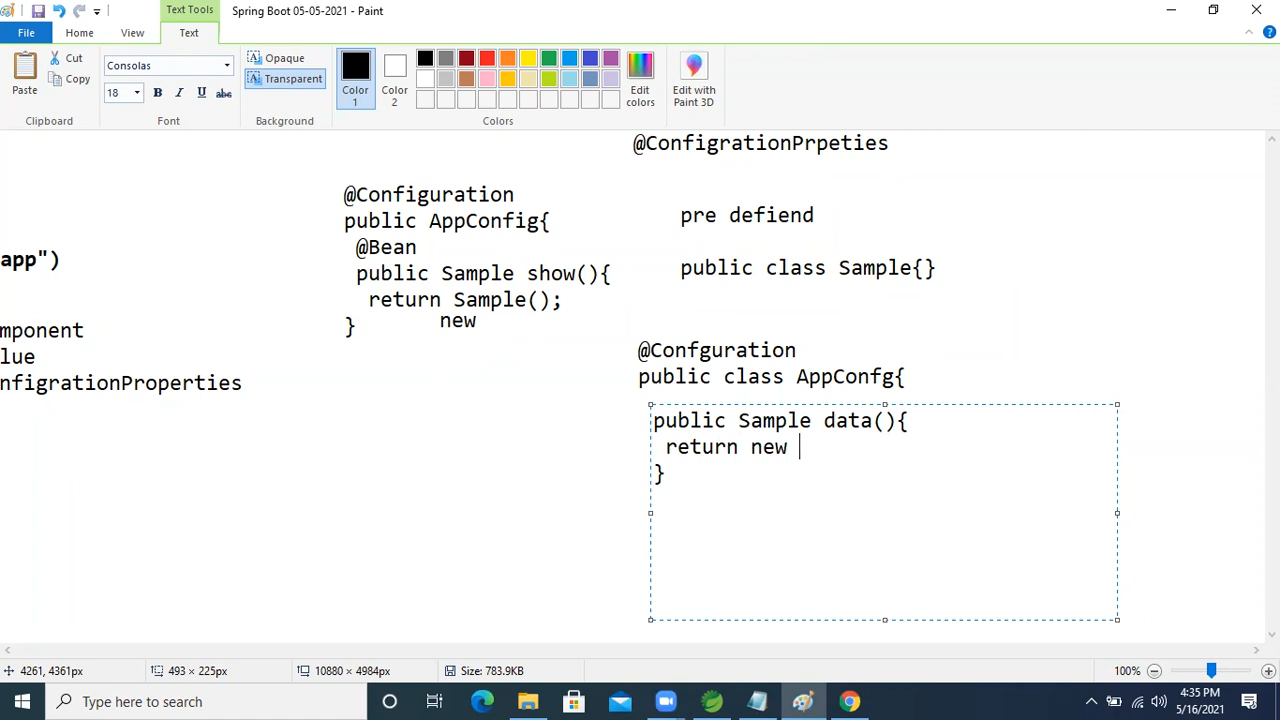 Text Tools
Spring Boot 05-05-2021 - Paint
File
Home
View
Text
Paste
Cut
Copy
Clipboard
Consolas
18
B
I
U
abc
Font
Opaque
Transparent
Background
Color
1
Color
2
Edit
colors
Edit with
Paint 3D
Colors
@ConfigrationPrpeties
@Configuration
public AppConfig{
@Bean
public Sample show(){
return Sample();
new
}
pre defiend
public class Sample{}
app")
mponent
lue
nfigrationProperties
@Confguration
public class AppConfg{
public Sample data(){
return new
}
4261, 4361px
493 × 225px
10880 × 4984px
Size: 783.9KB
100%
Type here to search
4:35 PM
5/16/2021